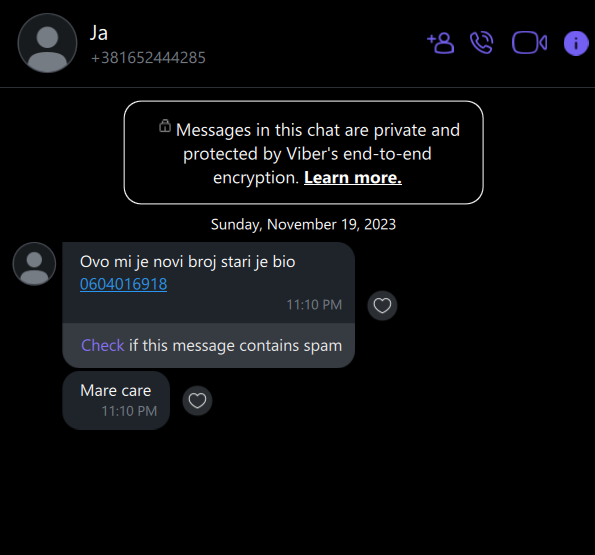 Ja
+381652444285
Messages in this chat are private and
protected by Viber's end-to-end
encryption. Learn more.
Sunday, November 19, 2023
Ovo mi je novi broj stari je bio
0604016918
11:10 PM
Check if this message contains spam
Mare care
11:10 PM